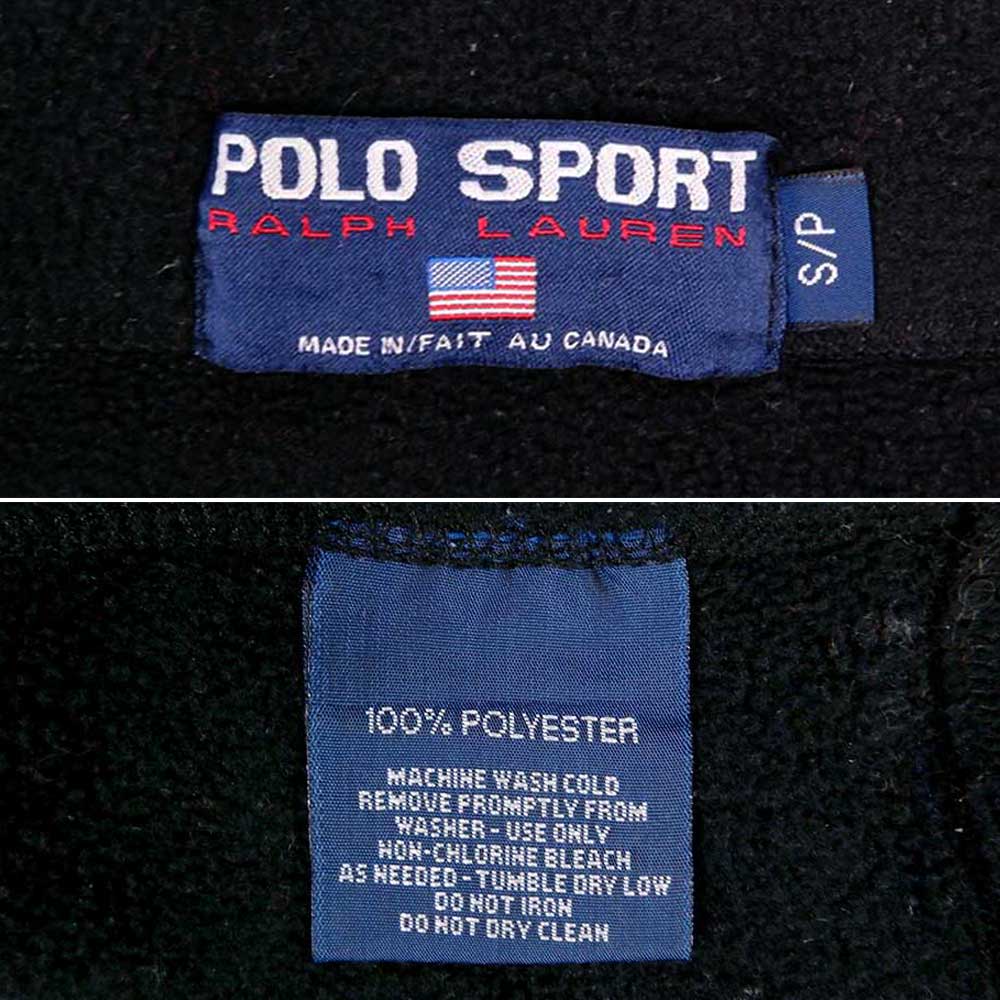 POLO SPORT
RALPH LAUREN
MADE IN/FAIT AU CANADA
S/P
100% POLYESTER
MACHINE WASH COLD
REMOVE PROMPTLY FROM
WASHER - USE ONLY
NON-CHLORINE BLEACH
AS NEEDED - TUMBLE DRY LOW
DO NOT IRON
DO NOT DRY CLEAN